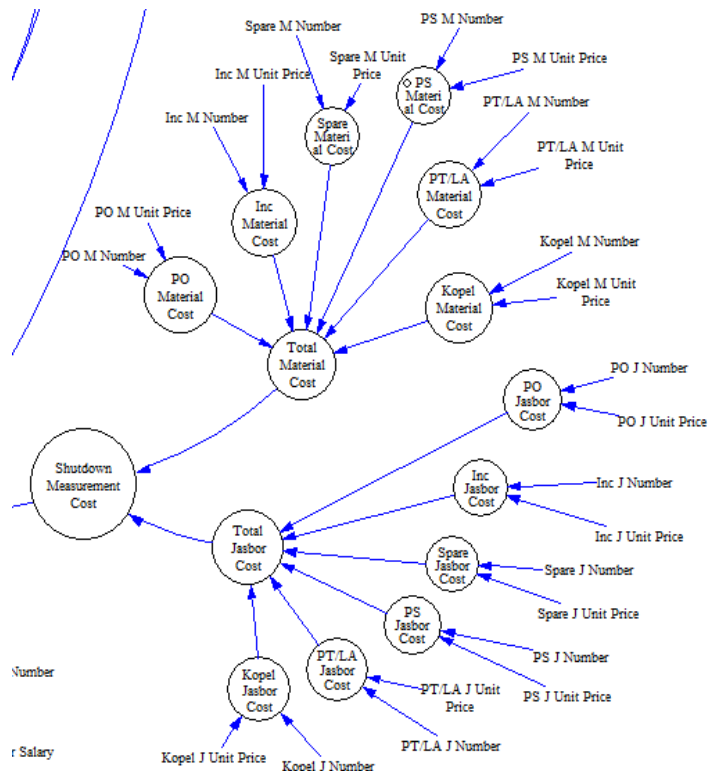 PS M Number
Spare M Number
PS M Unit Price
Spare M Unit
Price
Inc M Unit Price
PS
Materi
al Cost
PT/LA M Number
Inc M Number
Spare
Materi
al Cost
PT/LA M Unit
Price
PT/LA
Material
Cost
Inc
Material
Cost
PO M Unit Price
PO M Number
Kopel M Number
PO
Material
Cost
Kopel M Unit
Price
Kopel
Material
Cost
Total
Material
Cost
PO J Number
PO
Jasbor
Cost
PO J Unit Price
Shutdown
Measurement
Cost
Inc
Jasbor
Cost
Inc J Number
Inc J Unit Price
Total
Jasbor
Cost
Spare
Jasbor
Cost
Spare J Number
Spare J Unit Price
PS
Jasbor
Cost
PS J Number
PS J Unit Price
PT/LA
Jasbor
Cost
PT/LA J Unit
Price
PT/LA J Number
Kopel
Jasbor
Cost
Kopel J Unit Price
Kopel J Number
Number
r Salary